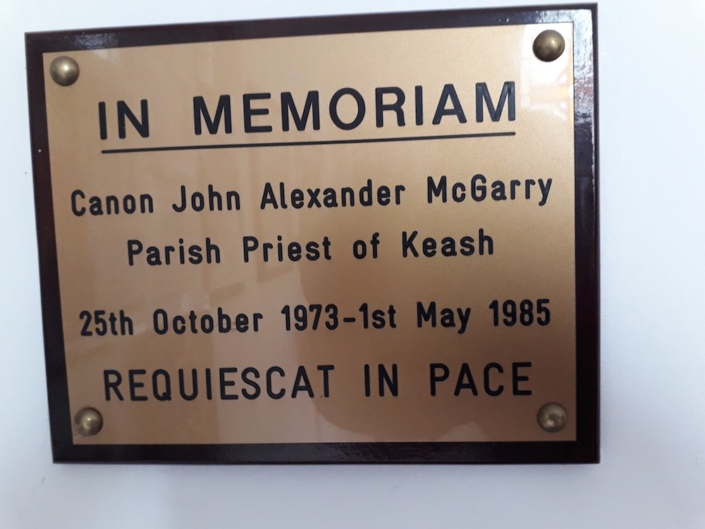 IN MEMORIAM
Canon John Alexander McGarry
Parish Priest of Keash
25th October 1973-1st May 1985
REQUIESCAT IN PACE